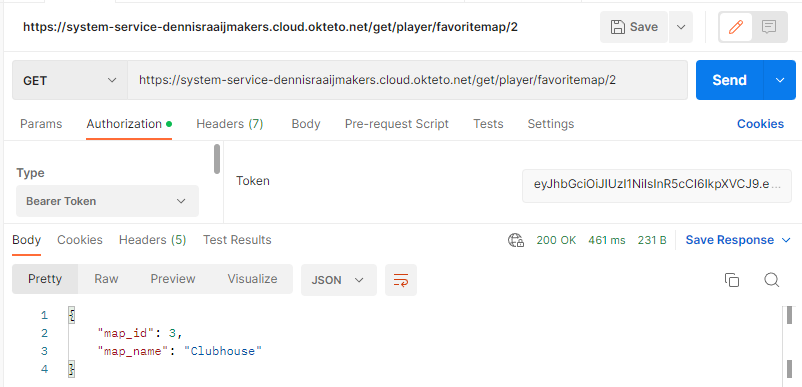 https://system-service-dennisraaijmakers.cloud.okteto.net/get/player/favoritemap/2
Save
GET
https://system-service-dennisraaijmakers.cloud.okteto.net/get/player/favoritemap/2
Send
Params
Authorization
Headers (7)
Body
Pre-request Script
Tests
Settings
Cookies
Type
Bearer Token
Token
eyJhbGciOiJIUzI1NiIsInR5cCI6IkpXVCJ9.e ...
Body
Cookies
Headers (5)
Test Results
200 OK
461 ms
231 B
Save Response
Pretty
Raw
Preview
Visualize
JSON
1 {
2 "map_id": 3,
3 "map_name": "Clubhouse"
4 }